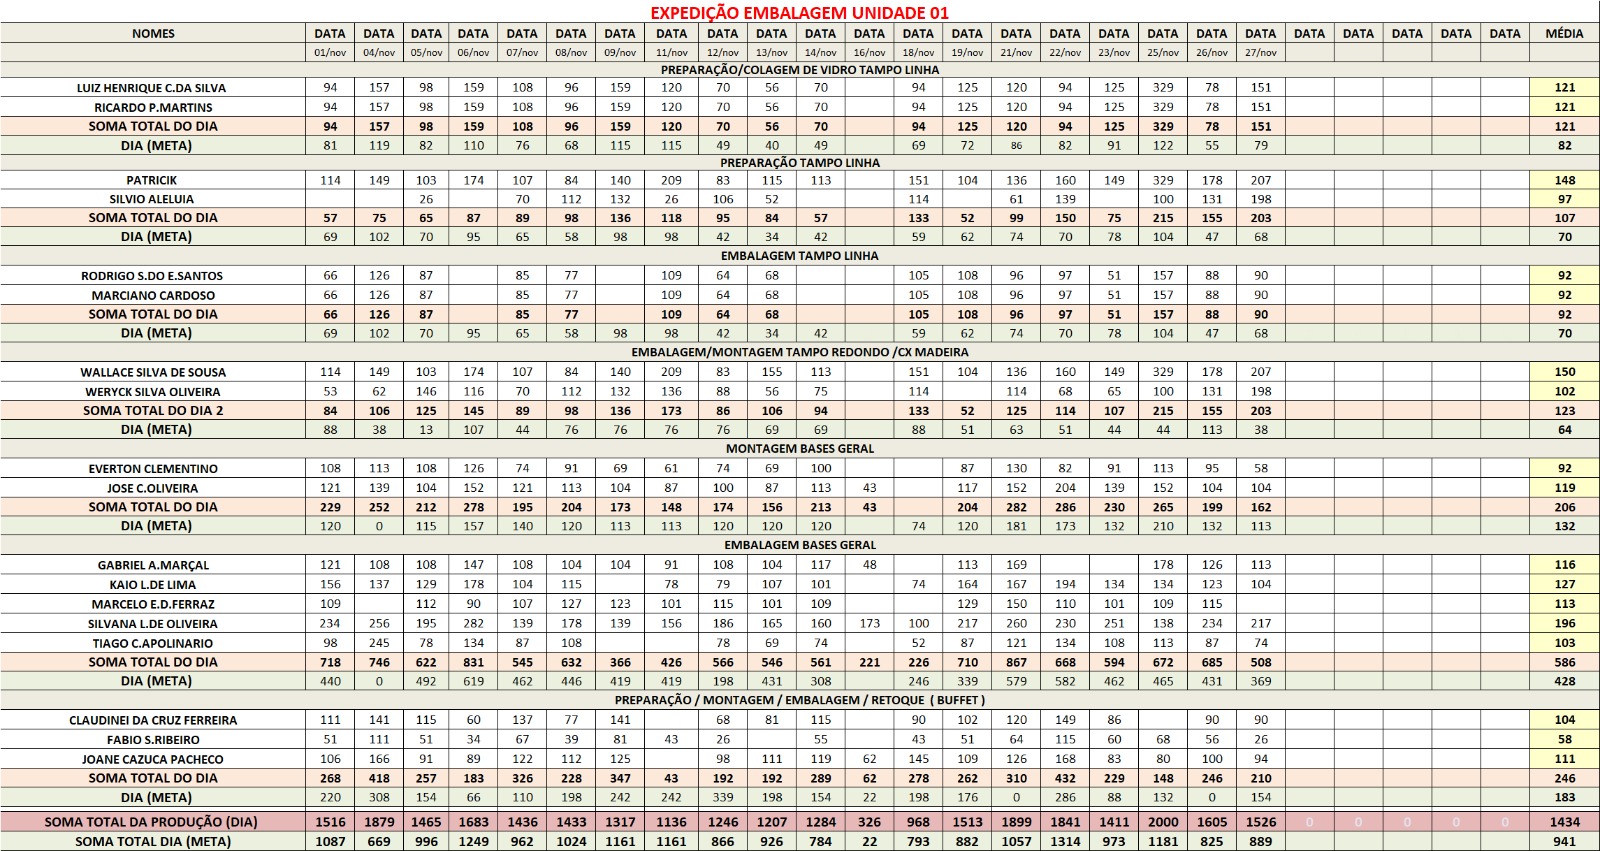 EXPEDIÇÃO EMBALAGEM UNIDADE 01
NOMES DATA DATA DATA DATA DATA DATA DATA DATA DATA DATA DATA DATA DATA DATA DATA DATA DATA DATA DATA DATA DATA DATA DATA DATA DATA MÉDIA
01/nov 04/nov 05/nov 06/nov 07/nov 08/nov 09/nov 11/nov 12/nov 13/nov 14/nov 16/nov 18/nov 19/nov 21/nov 22/nov 23/nov 25/nov 26/nov 27/nov
PREPARAÇÃO/COLAGEM DE VIDRO TAMPO LINHA
LUIZ HENRIQUE C.DA SILVA 94 157 98 159 108 96 159 120 70 56 70 94 125 120 94 125 329 78 151 121
RICARDO P.MARTINS 94 157 98 159 108 96 159 120 70 56 70 94 125 120 94 125 329 78 151 121
SOMA TOTAL DO DIA 94 157 98 159 108 96 159 120 70 56 70 94 125 120 94 125 329 78 151 121
DIA (META) 81 119 82 110 76 68 115 115 49 40 49 69 72 86 82 91 122 55 79 82
PREPARAÇÃO TAMPO LINHA
PATRICIK 114 149 103 174 107 84 140 209 83 115 113 151 104 136 160 149 329 178 207 148
SILVIO ALELUIA 26 70 112 132 26 106 52 114 61 139 100 131 198 97
SOMA TOTAL DO DIA 57 75 65 87 89 98 136 118 95 84 57 133 52 99 150 75 215 155 203 107
DIA (META) 69 102 70 95 65 58 98 98 42 34 42 59 62 74 70 78 104 47 68 70
EMBALAGEM TAMPO LINHA
RODRIGO S.DO E.SANTOS 66 126 87 85 77 109 64 68 105 108 96 97 51 157 88 90 92
MARCIANO CARDOSO 66 126 87 85 77 109 64 68 105 108 96 97 51 157 88 90 92
SOMA TOTAL DO DIA 66 126 87 85 77 109 64 68 105 108 96 97 51 157 88 90 92
DIA (META) 69 102 70 95 65 58 98 98 42 34 42 59 62 74 70 78 104 47 68 70
EMBALAGEM/MONTAGEM TAMPO REDONDO /CX MADEIRA
WALLACE SILVA DE SOUSA 114 149 103 174 107 84 140 209 83 155 113 151 104 136 160 149 329 178 207 150
WERYCK SILVA OLIVEIRA 53 62 146 116 70 112 132 136 88 56 75 114 114 68 65 100 131 198 102
SOMA TOTAL DO DIA 2 84 106 125 145 89 98 136 173 86 106 94 133 52 125 114 107 215 155 203 123
DIA (META) 88 38 13 107 44 76 76 76 76 69 69 88 51 63 51 44 44 113 38 64
MONTAGEM BASES GERAL
EVERTON CLEMENTINO 108 113 108 126 74 91 69 61 74 69 100 87 130 82 91 113 95 58 92
JOSE C.OLIVEIRA 121 139 104 152 121 113 104 87 100 87 113 43 117 152 204 139 152 104 104 119
SOMA TOTAL DO DIA 229 252 212 278 195 204 173 148 174 156 213 43 204 282 286 230 265 199 162 206
DIA (META) 120 0 115 157 140 120 113 113 120 120 120 74 120 181 173 132 210 132 113 132
EMBALAGEM BASES GERAL
GABRIEL A.MARÇAL 121 108 108 147 108 104 104 91 108 104 117 48 113 169 178 126 113 116
KAIO L.DE LIMA 156 137 129 178 104 115 78 79 107 101 74 164 167 194 134 134 123 104 127
MARCELO E.D.FERRAZ 109 112 90 107 127 123 101 115 101 109 129 150 110 101 109 115 113
SILVANA L.DE OLIVEIRA 234 256 195 282 139 178 139 156 186 165 160 173 100 217 260 230 251 138 234 217 196
TIAGO C.APOLINARIO 98 245 78 134 87 108 78 69 74 52 87 121 134 108 113 87 74 103
SOMA TOTAL DO DIA 718 746 622 831 545 632 366 426 566 546 561 221 226 710 867 668 594 672 685 508 586
DIA (META) 440 0 492 619 462 446 419 419 198 431 308 246 339 579 582 462 465 431 369 428
PREPARAÇÃO / MONTAGEM / EMBALAGEM / RETOQUE ( BUFFET )
CLAUDINEI DA CRUZ FERREIRA 111 141 115 60 137 77 141 68 81 115 90 102 120 149 86 90 90 104
FABIO S.RIBEIRO 51 111 51 34 67 39 81 43 26 55 43 51 64 115 60 68 56 26 58
JOANE CAZUCA PACHECO 106 166 91 89 122 112 125 98 111 119 62 145 109 126 168 83 80 100 94 111
SOMA TOTAL DO DIA 268 418 257 183 326 228 347 43 192 192 289 62 278 262 310 432 229 148 246 210 246
DIA (META) 220 308 154 66 110 198 242 242 339 198 154 22 198 176 0 286 88 132 0 154 183
SOMA TOTAL DA PRODUÇÃO (DIA) 1516 1879 1465 1683 1436 1433 1317 1136 1246 1207 1284 326 968 1513 1899 1841 1411 2000 1605 1526 0 0 0 0 0 1434
SOMA TOTAL DIA (META) 1087 669 996 1249 962 1024 1161 1161 866 926 784 22 793 882 1057 1314 973 1181 825 889 941